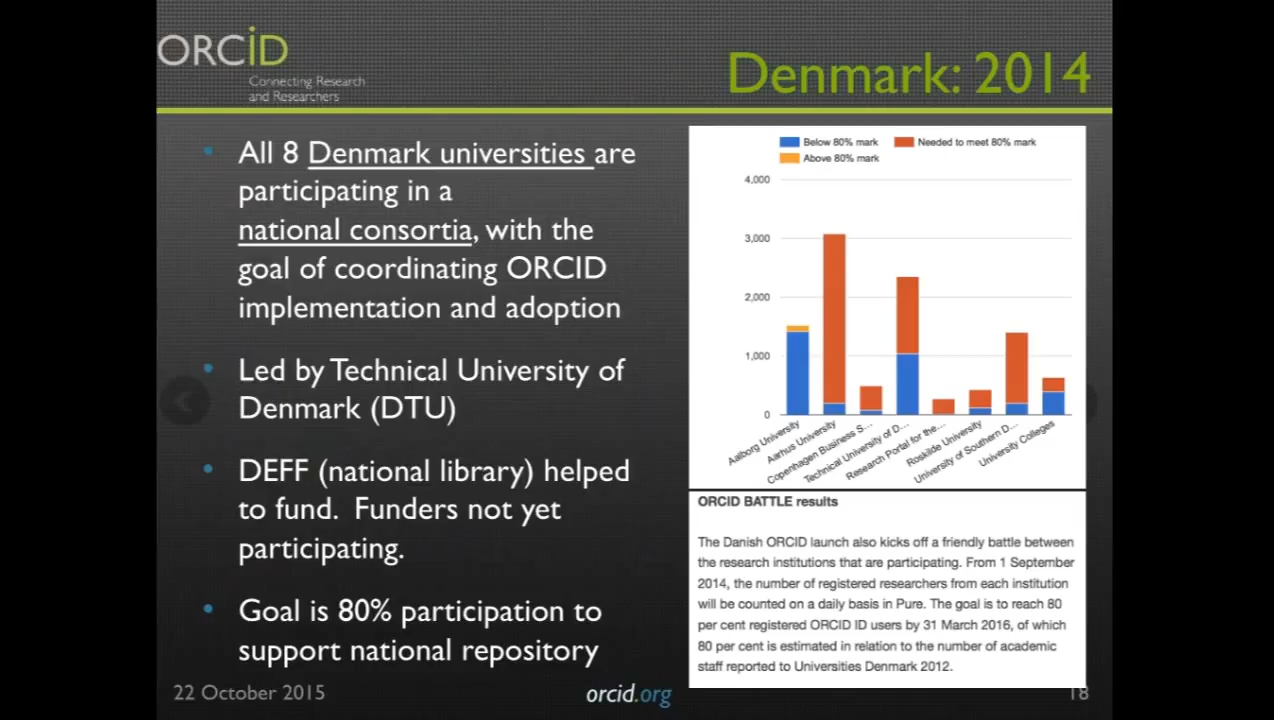 ORCiD
Connecting Research
and Researchers
Denmark: 2014
• All 8 Denmark universities are
participating in a
national consortia, with the
goal of coordinating ORCID
implementation and adoption
• Led by Technical University of
Denmark (DTU)
• DEFF (national library) helped
to fund. Funders not yet
participating.
• Goal is 80% participation to
support national repository
Below 80% mark
Needed to meet 80% mark
Above 80% mark
4,000
3,000
2,000
1,000
0
Aalborg University
Aarhus University
Copenhagen Business S...
Technical University of D...
Research Portal for the...
Roskilde University
University of Southern D...
University Colleges
ORCID BATTLE results
The Danish ORCID launch also kicks off a friendly battle between
the research institutions that are participating. From 1 September
2014, the number of registered researchers from each institution
will be counted on a daily basis in Pure. The goal is to reach 80
per cent registered ORCID ID users by 31 March 2016, of which
80 per cent is estimated in relation to the number of academic
staff reported to Universities Denmark 2012.
22 October 2015
orcid.org
18